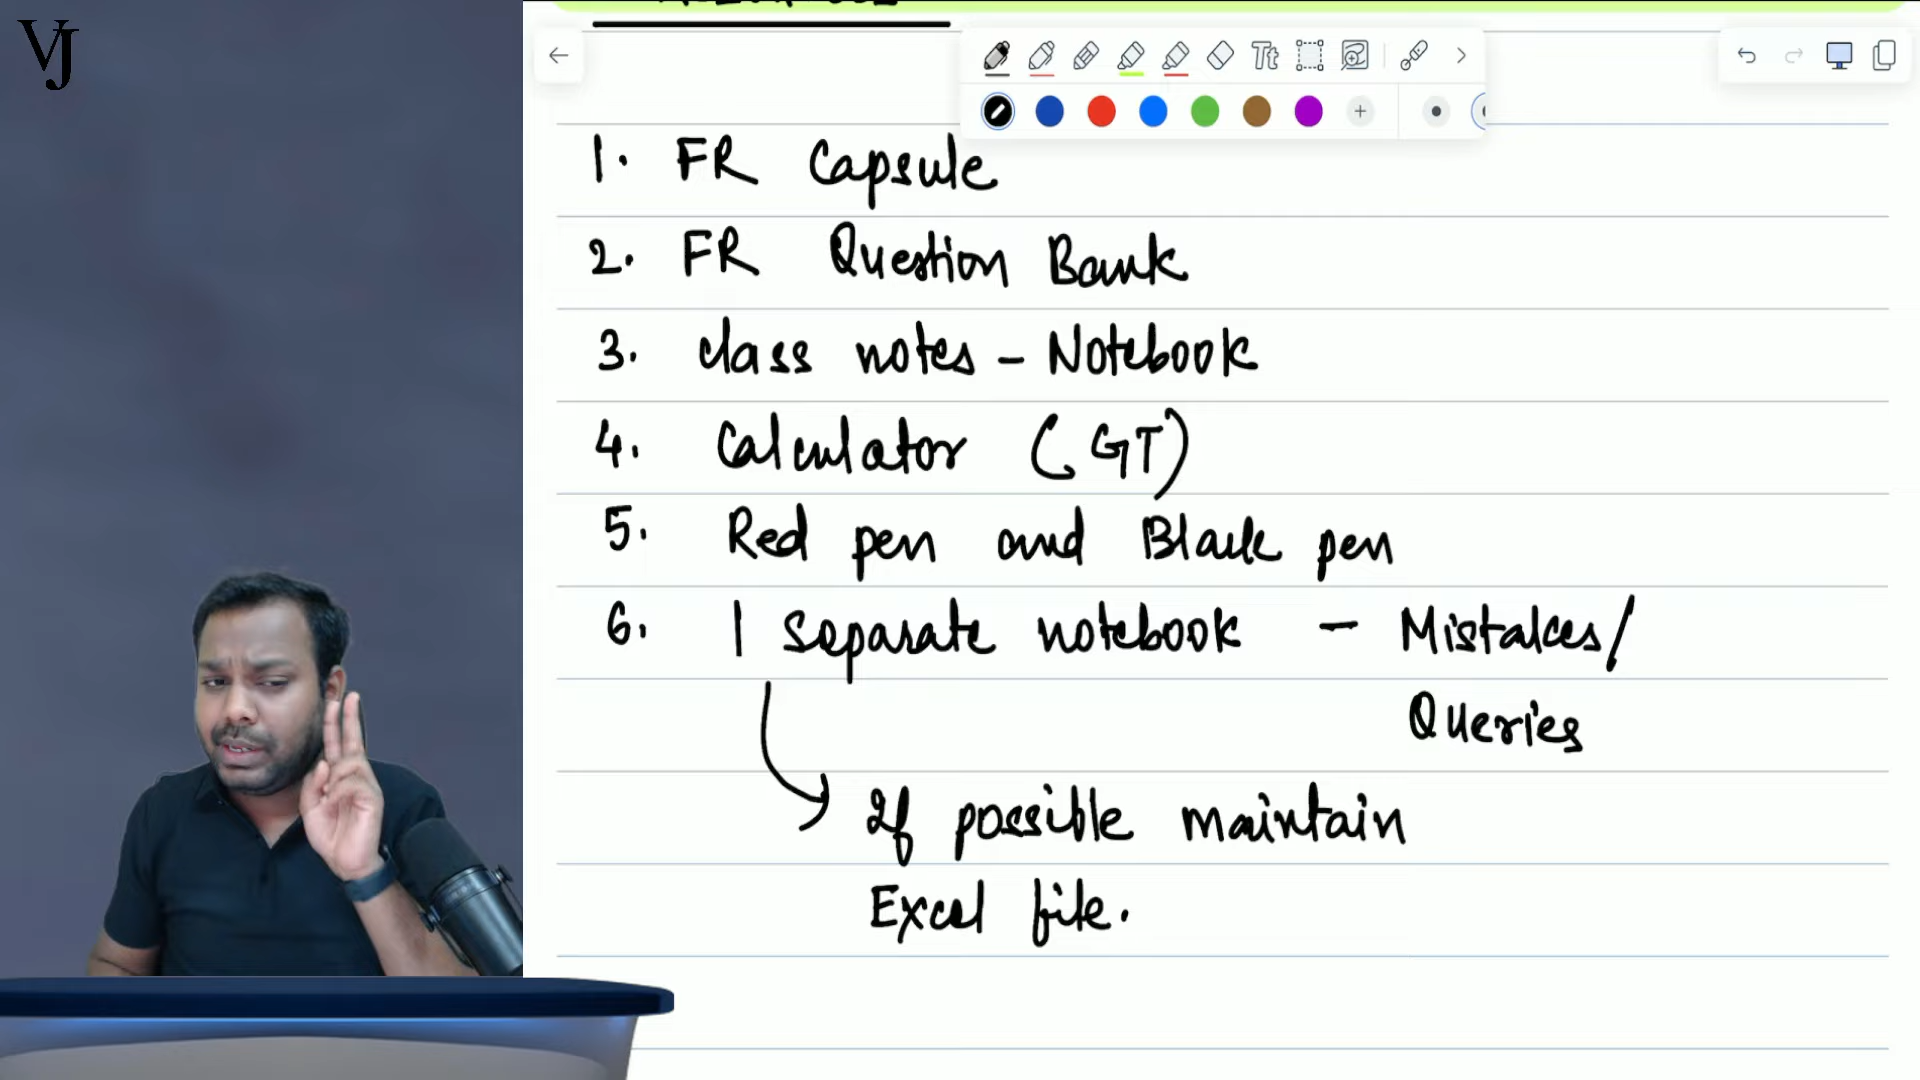 VJ
1. FR Capsule
2. FR Question Bank
3. class notes - Notebook
4. Calculator (GT)
5. Red pen and Black pen
6. 1 separate notebook - Mistakes/
Queries
If possible maintain
Excel file.
Tt